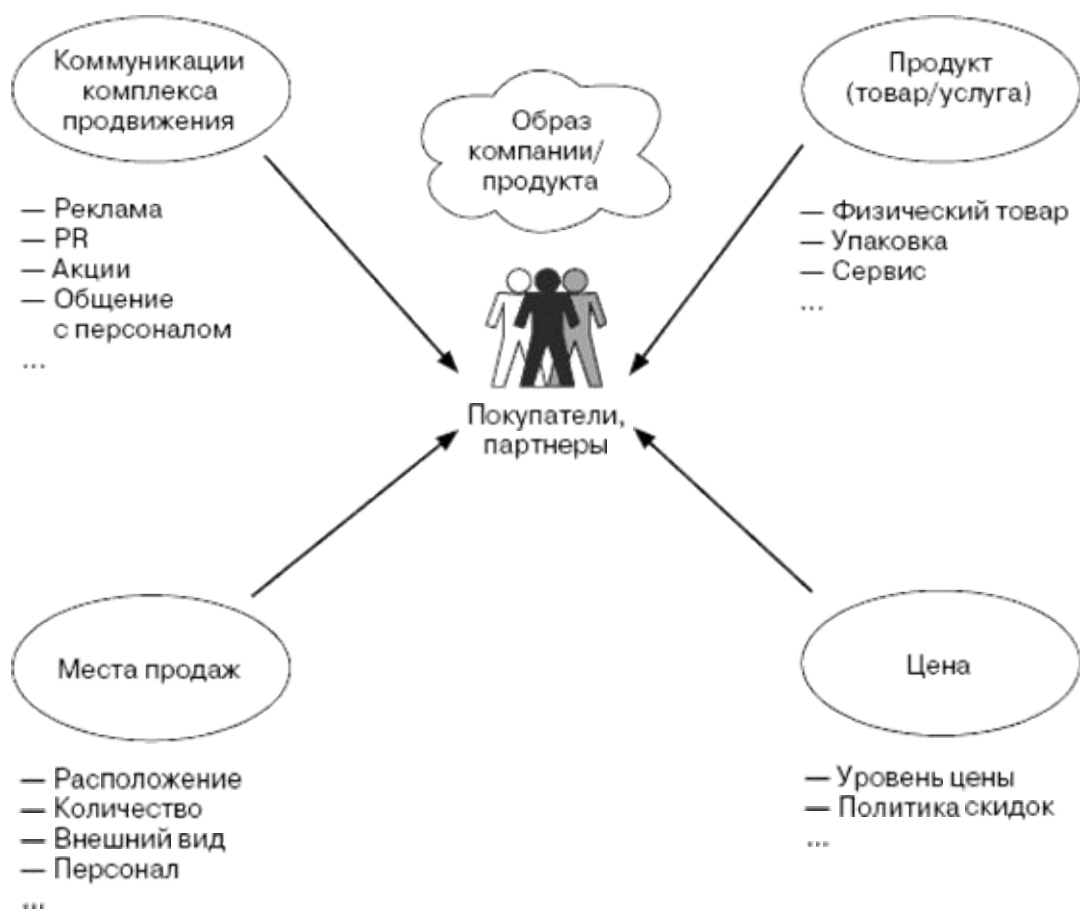 Коммуникации
комплекса
продвижения
— Реклама
— PR
— Акции
— Общение
с персоналом
...
Образ
компании/
продукта
Продукт
(товар/услуга)
— Физический товар
— Упаковка
— Сервис
...
Покупатели,
партнеры
Места продаж
— Расположение
— Количество
— Внешний вид
— Персонал
...
Цена
— Уровень цены
— Политика скидок
...